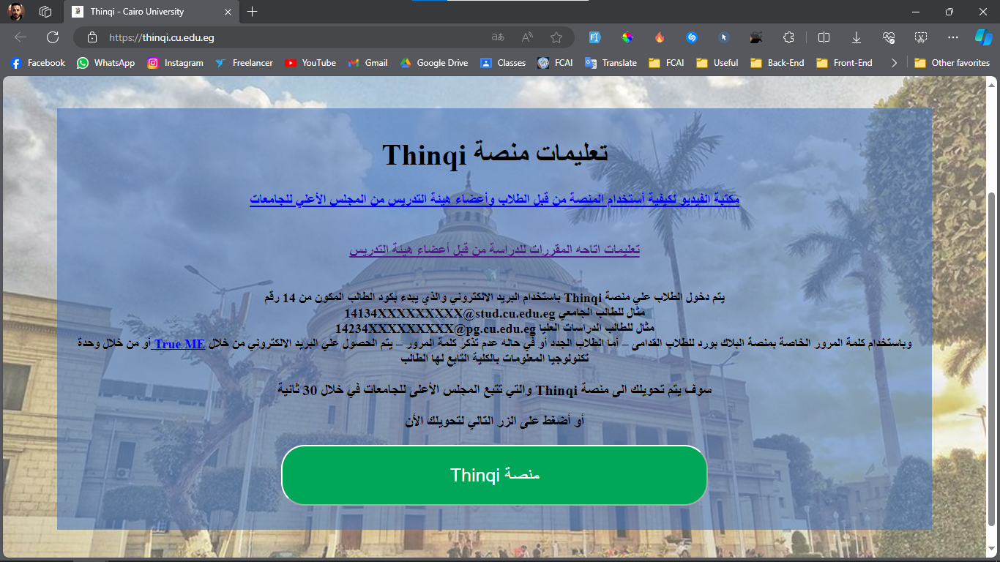 Thinqi - Cairo University
https://thinqi.cu.edu.eg
Facebook
WhatsApp
Instagram
Freelancer
YouTube
Gmail
Google Drive
Classes
FCAI
Translate
FCAI
Useful
Back-End
Front-End
Other favorites
تعليمات منصة Thinqi
مكتبة الفيديو لكيفية أستخدام المنصة من قبل الطلاب وأعضاء هيئة التدريس من المجلس الأعلي للجامعات
تعليمات اتاحه المقررات للدراسة من قبل أعضاء هيئة التدريس
يتم دخول الطلاب علي منصة Thinqi باستخدام البريد الالكتروني والذي يبدء بكود الطالب المكون من 14 رقم
مثال للطالب الجامعي 14134XXXXXXXXX@stud.cu.edu.eg
مثال للطالب الدراسات العليا 14234XXXXXXXXX@pg.cu.edu.eg
وباستخدام كلمة المرور الخاصة بمنصة البلاك بورد للطلاب القدامى – أما الطلاب الجدد أو في حاله عدم تذكر كلمة المرور – يتم الحصول علي البريد الالكتروني من خلال True ME أو من خلال وحدة
تكنولوجيا المعلومات بالكلية التابع لها الطالب
سوف يتم تحويلك الى منصة Thinqi والتي تتبع المجلس الأعلى للجامعات في خلال 30 ثانية
أو أضغط على الزر التالي لتحويلك الأن
منصة Thinqi